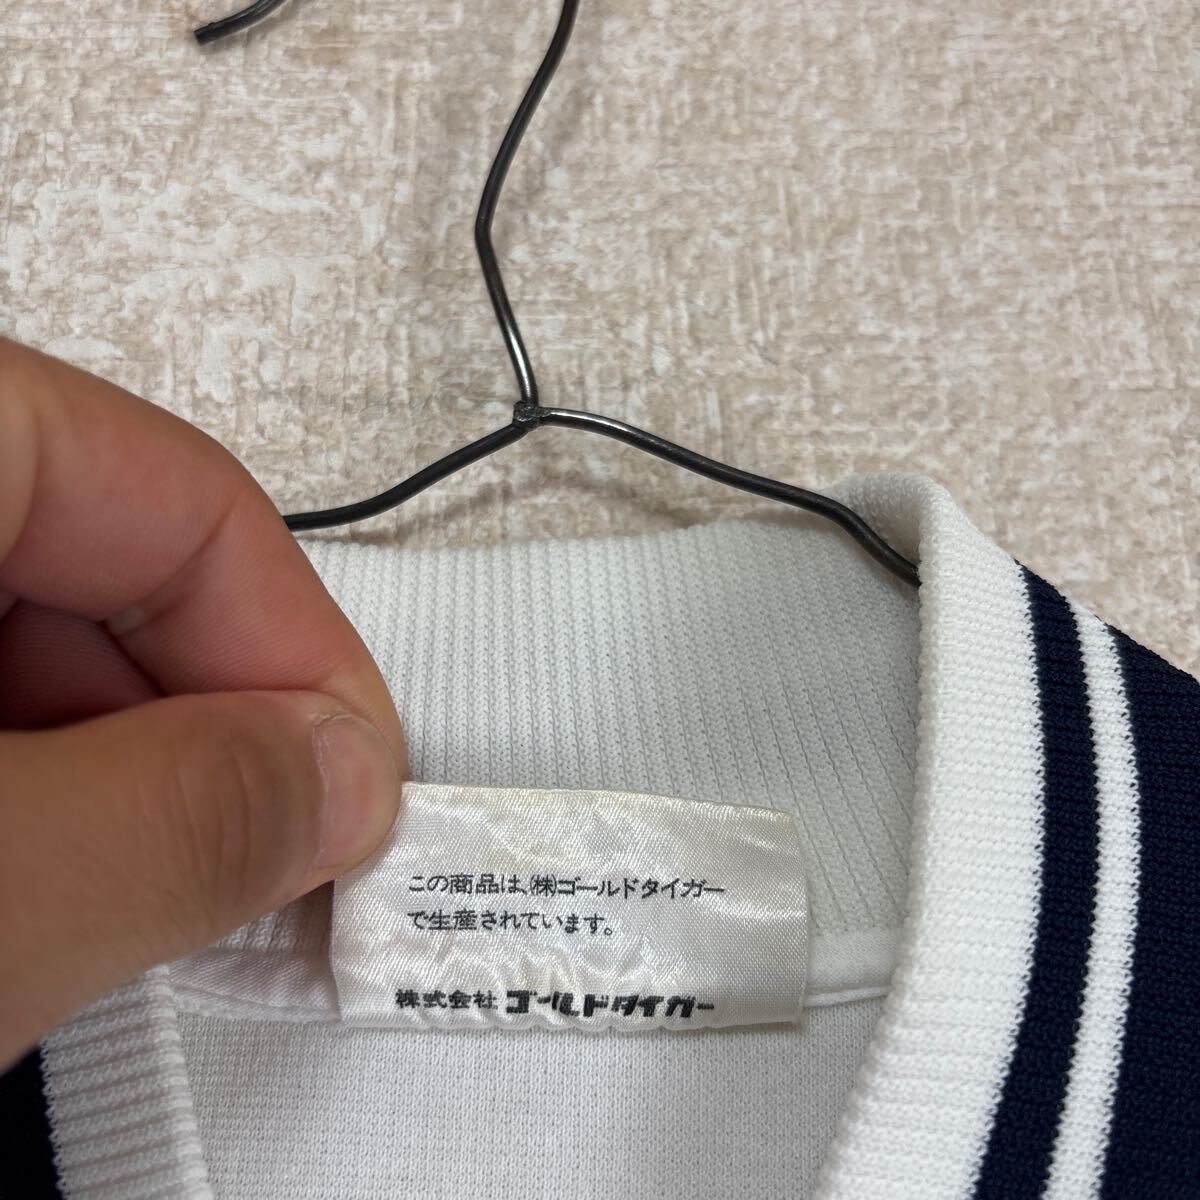 この商品は、㈱ゴールドタイガー
で生産されています。
株式会社 ゴールドタイガー